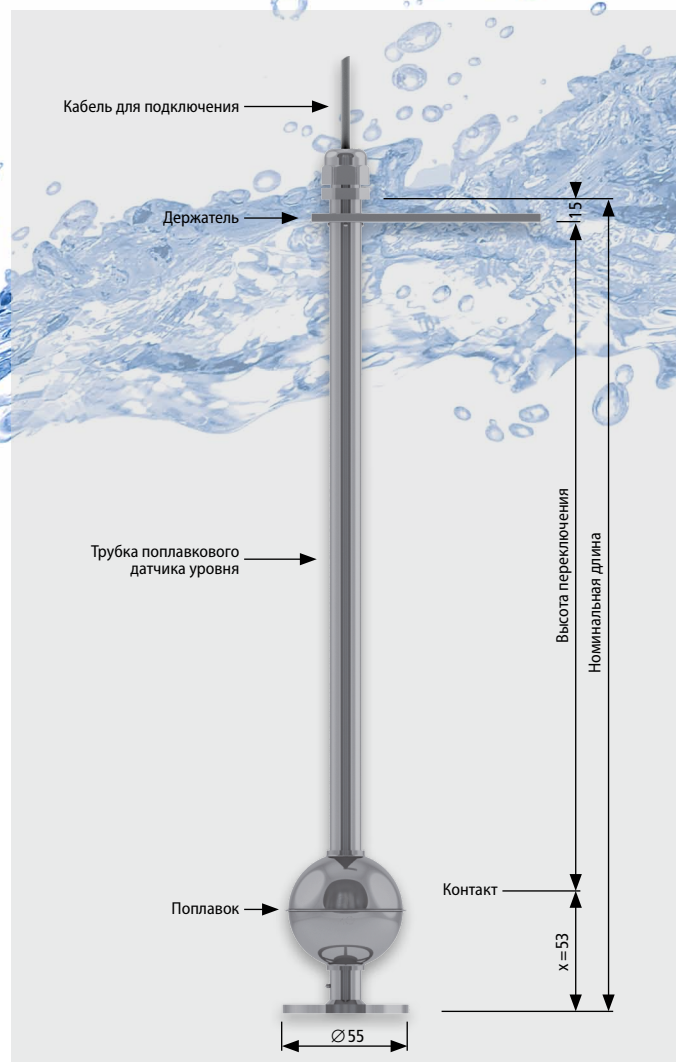 Кабель для подключения
Держатель
15
Высота переключения
Номинальная длина
Трубка поплавкового
датчика уровня
Контакт
Поплавок
x = 53
∅ 55